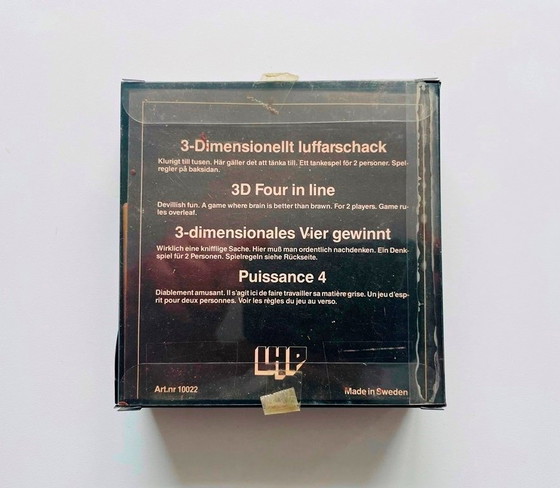 3-Dimensionellt luffarschack
Klurigt till tusen. Här gäller det att tänka till. Ett tankespel för 2 personer. Spel-
regler på baksidan.
3D Four in line
Devillish fun. A game where brain is better than brawn. For 2 players. Game ru-
les overleaf.
3-dimensionales Vier gewinnt
Wirklich eine knifflige Sache. Hier muß man ordentlich nachdenken. Ein Denk-
spiel für 2 Personen. Spielregeln siehe Rückseite.
Puissance 4
Diablement amusant. Il s'agit ici de faire travailler sa matière grise. Un jeu d'esp-
rit pour deux personnes. Voir les règles du jeu au verso.
LHP
Art.nr 10022
Made in Sweden